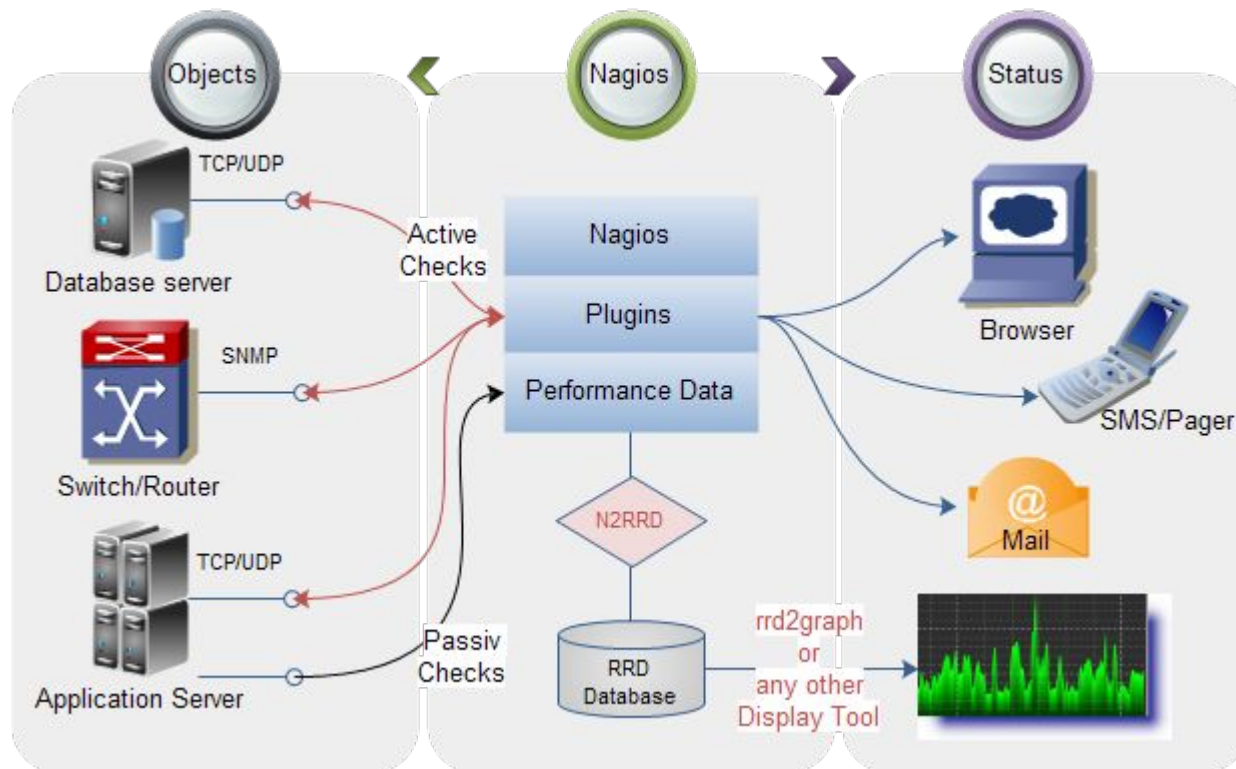 Objects
Nagios
Status
TCP/UDP
Database server
SNMP
Switch/Router
TCP/UDP
Application Server
Active
Checks
Passiv
Checks
Nagios
Plugins
Performance Data
N2RRD
RRD
Database
rrd2graph
or
any other
Display Tool
Browser
SMS/Pager
@
Mail